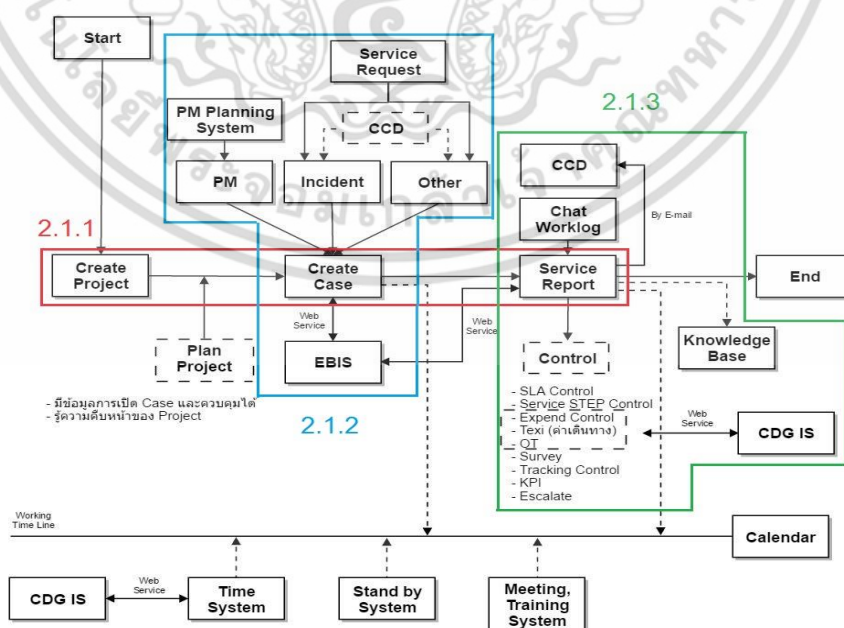 Start
Service
Request
2.1.3
PM Planning
System
CCD
CCD
PM
Incident
Other
Chat
Worklog
By E-mail
2.1.1
Create
Project
Create
Case
Service
Report
End
Web
Service
Web
Service
Plan
Project
EBIS
Control
Knowledge
Base
- มีข้อมูลการเปิด Case และควบคุมได้
- รู้ความคืบหน้าของ Project
2.1.2
- SLA Control
- Service STEP Control
- Expend Control
- Texi (ค่าเดินทาง)
- OT
- Survey
- Tracking Control
- KPI
- Escalate
Web
Service
CDG IS
Working
Time Line
Calendar
CDG IS
Web
Service
Time
System
Stand by
System
Meeting,
Training
System